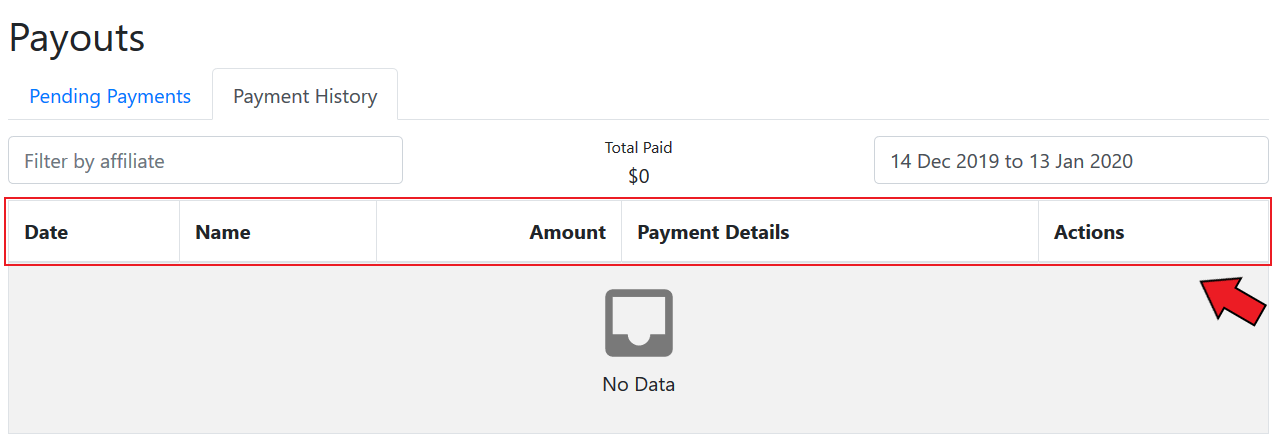 Payouts
Pending Payments Payment History
Filter by affiliate Total Paid 14 Dec 2019 to 13 Jan 2020
$0
Date Name Amount Payment Details Actions
No Data